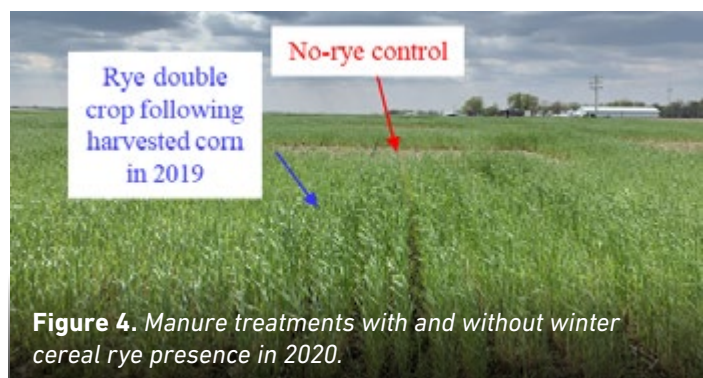 No-rye control
Rye double
crop following
harvested corn
in 2019
Figure 4. Manure treatments with and without winter
cereal rye presence in 2020.